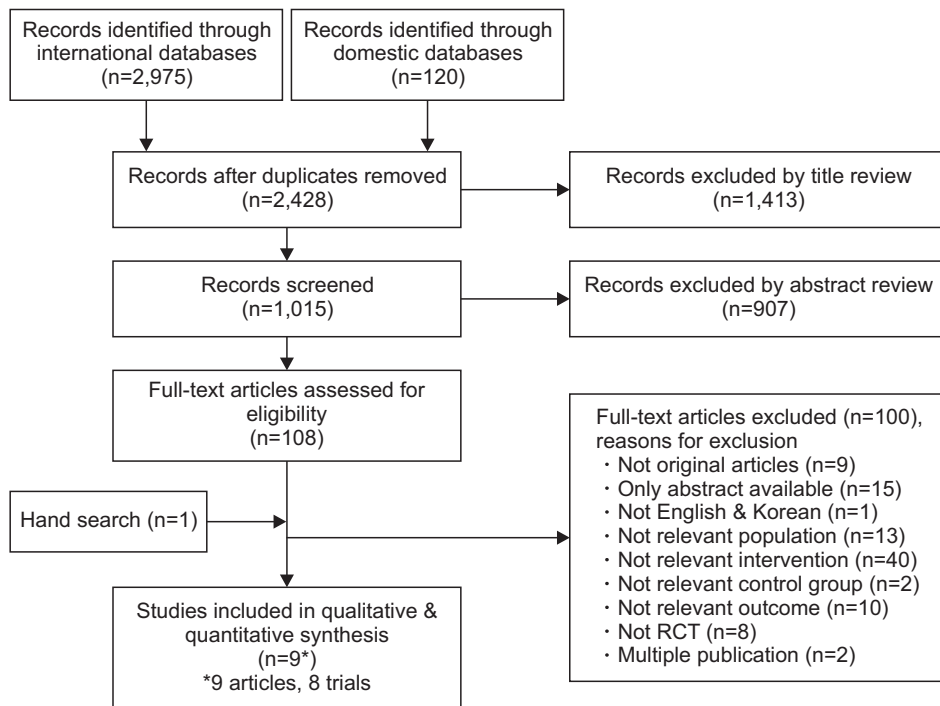 Records identified through
international databases
(n=2,975)
Records identified through
domestic databases
(n=120)
Records after duplicates removed
(n=2,428)
Records excluded by title review
(n=1,413)
Records screened
(n=1,015)
Records excluded by abstract review
(n=907)
Full-text articles assessed for
eligibility
(n=108)
Full-text articles excluded (n=100),
reasons for exclusion
· Not original articles (n=9)
· Only abstract available (n=15)
· Not English & Korean (n=1)
· Not relevant population (n=13)
· Not relevant intervention (n=40)
· Not relevant control group (n=2)
· Not relevant outcome (n=10)
· Not RCT (n=8)
· Multiple publication (n=2)
Hand search (n=1)
Studies included in qualitative &
quantitative synthesis
(n=9*)
*9 articles, 8 trials